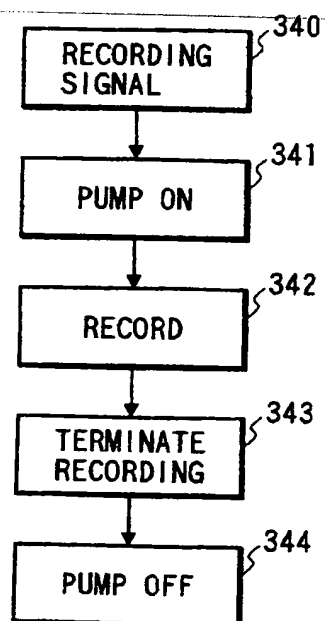 340
RECORDING
SIGNAL
341
PUMP ON
342
RECORD
343
TERMINATE
RECORDING
344
PUMP OFF